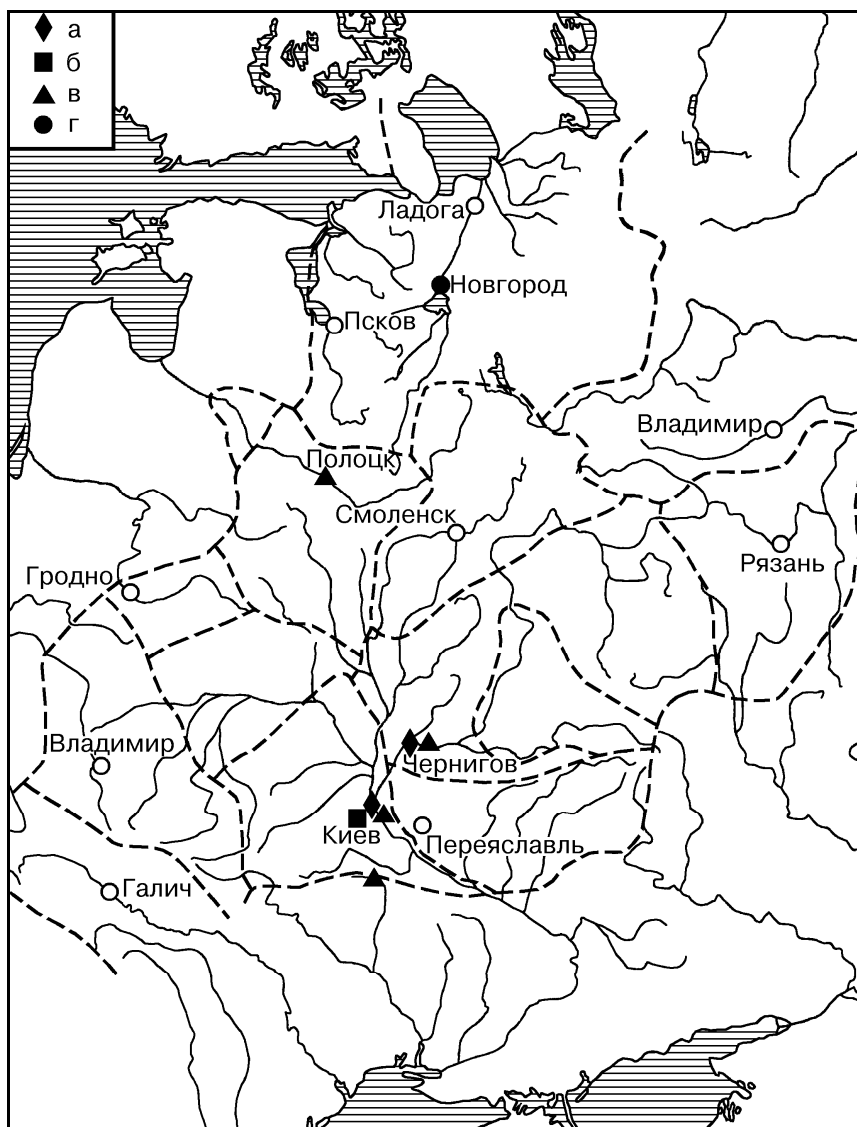 а
б
в
г
Ладога
Новгород
Псков
Владимир
Полоцк
Смоленск
Рязань
Гродно
Владимир
Чернигов
Киев
Переяславль
Галич